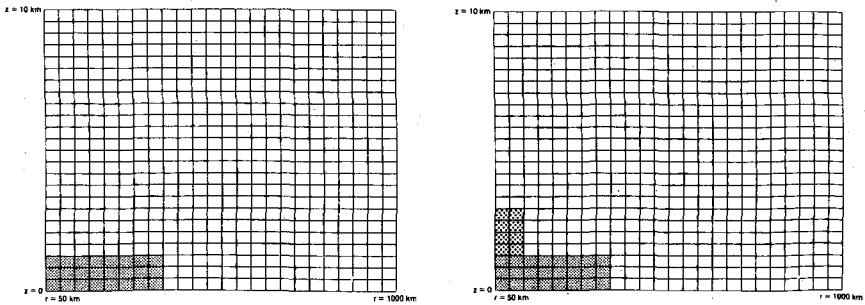 z = 10 km
z = 0
r = 50 km
r = 1000 km
z = 10 km
z = 0
r = 50 km
r = 1000 km